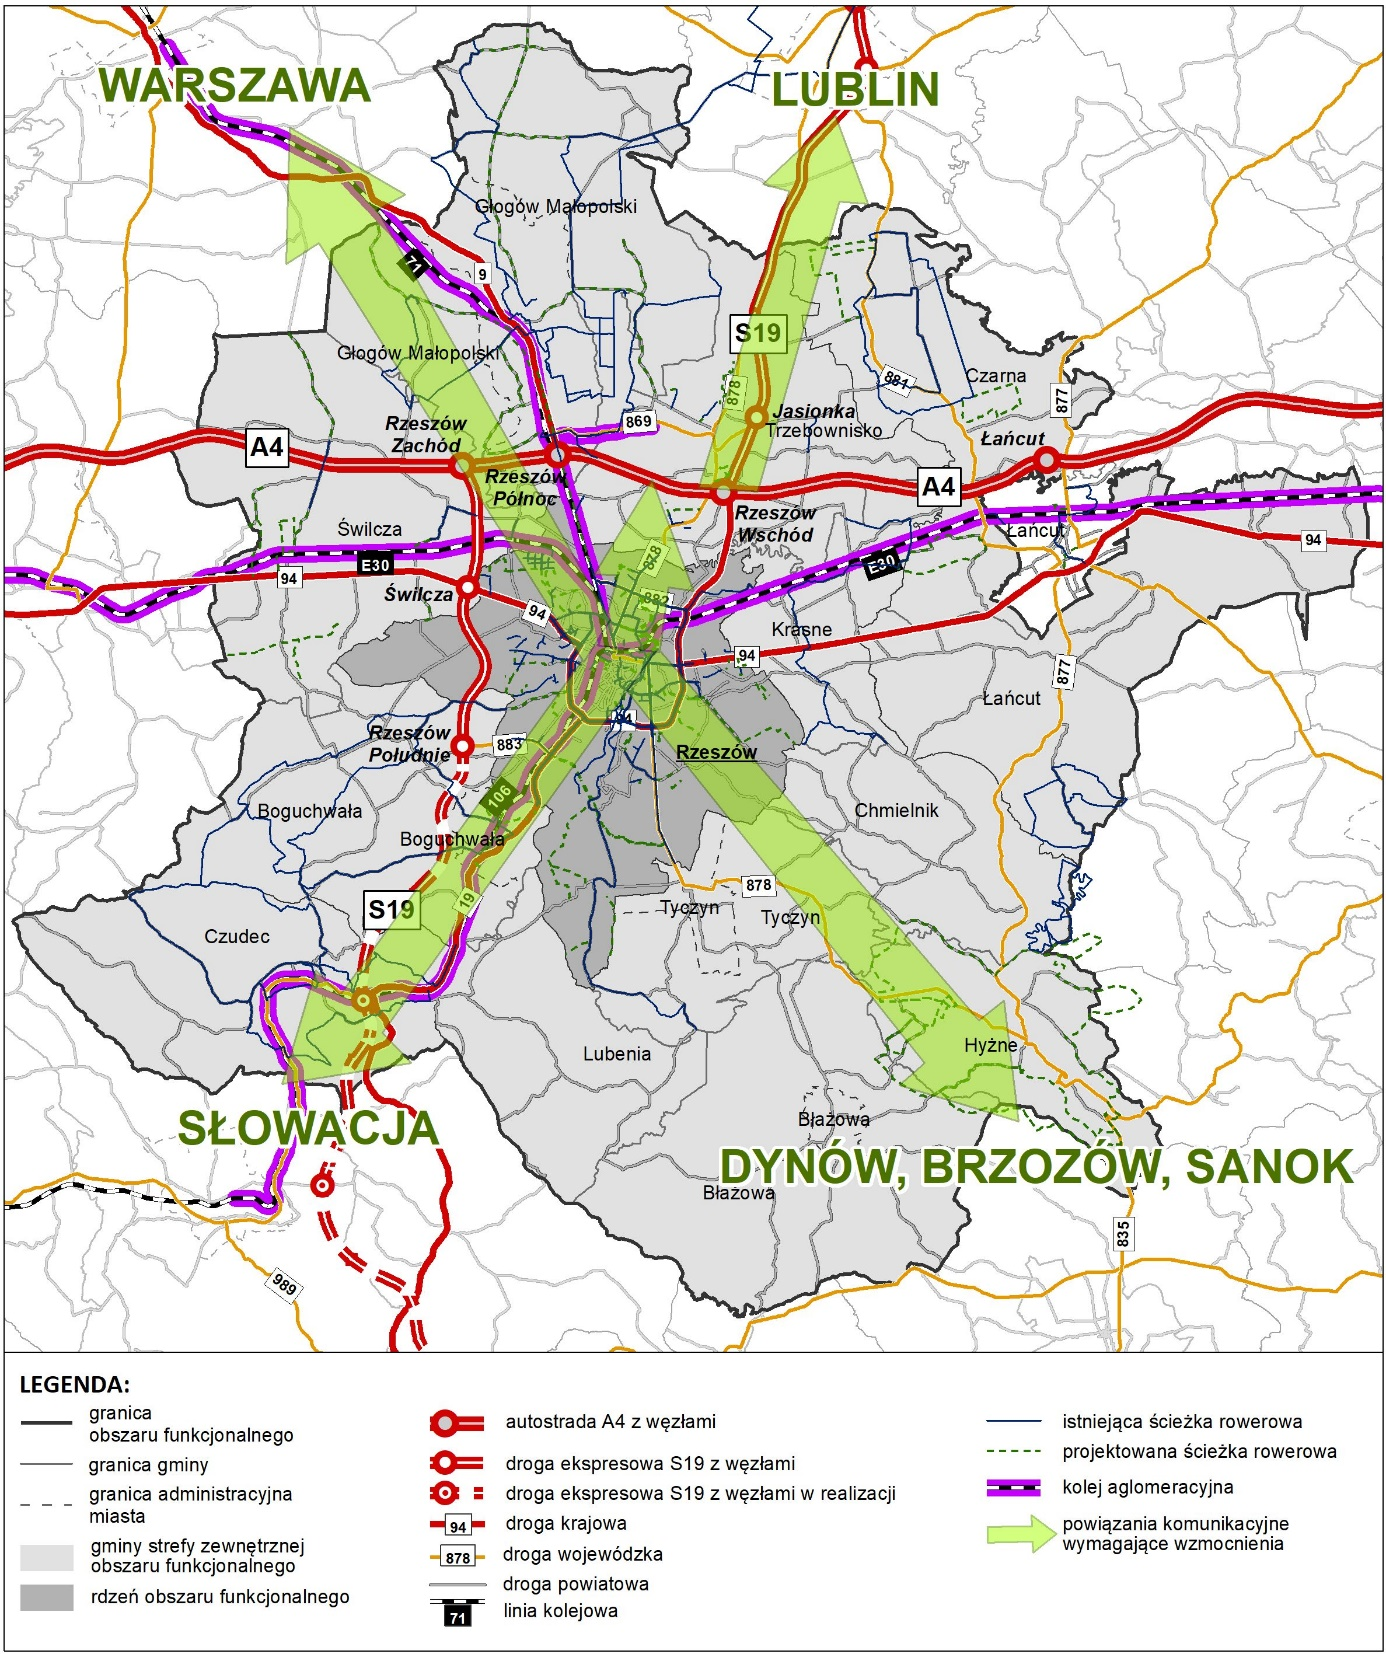 WARSZAWA
LUBLIN
Głogów Małopolski
71
9
S19
Głogów Małopolski
878
881
Czarna
877
Jasionka
Trzebownisko
Rzeszów
Zachód
869
A4
Łańcut
Rzeszów
Północ
A4
Rzeszów
Wschód
Świlcza
Łańcut
E30
868
E30
94
94
Świlcza
94
882
Krasne
94
877
Łańcut
94
Rzeszów
Południe
883
Rzeszów
106
Boguchwała
Boguchwała
Chmielnik
878
S19
19
Tyczyn
Tyczyn
Czudec
Lubenia
Hyżne
Błażowa
SŁOWACJA
DYNÓW, BRZOZÓW, SANOK
Błażowa
835
989
LEGENDA:
granica
obszaru funkcjonalnego
granica gminy
granica administracyjna
miasta
gminy strefy zewnętrznej
obszaru funkcjonalnego
rdzeń obszaru funkcjonalnego
autostrada A4 z węzłami
droga ekspresowa S19 z węzłami
droga ekspresowa S19 z węzłami w realizacji
94 droga krajowa
878 droga wojewódzka
droga powiatowa
71 linia kolejowa
istniejąca ścieżka rowerowa
projektowana ścieżka rowerowa
kolej aglomeracyjna
powiązania komunikacyjne
wymagające wzmocnienia